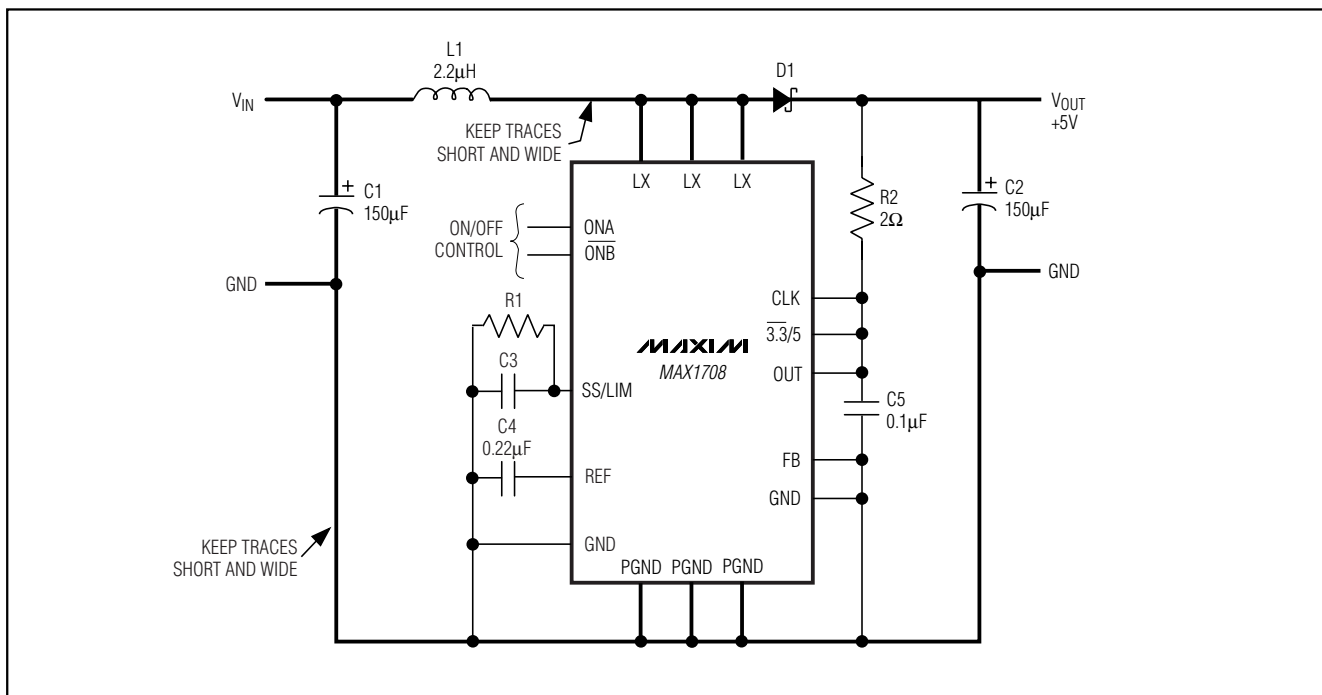 L1
2.2μH
D1
VIN
VOUT
+5V
KEEP TRACES
SHORT AND WIDE
LX LX LX
C1
150μF
+
R2
2Ω
C2
150μF
+
ON/OFF
CONTROL
ONA
O̅N̅B̅
GND
GND
CLK
R1
3̅.3̅/5
MAXIM
MAX1708
OUT
C3
SS/LIM
C5
0.1μF
C4
0.22μF
FB
REF
GND
GND
KEEP TRACES
SHORT AND WIDE
PGND PGND PGND